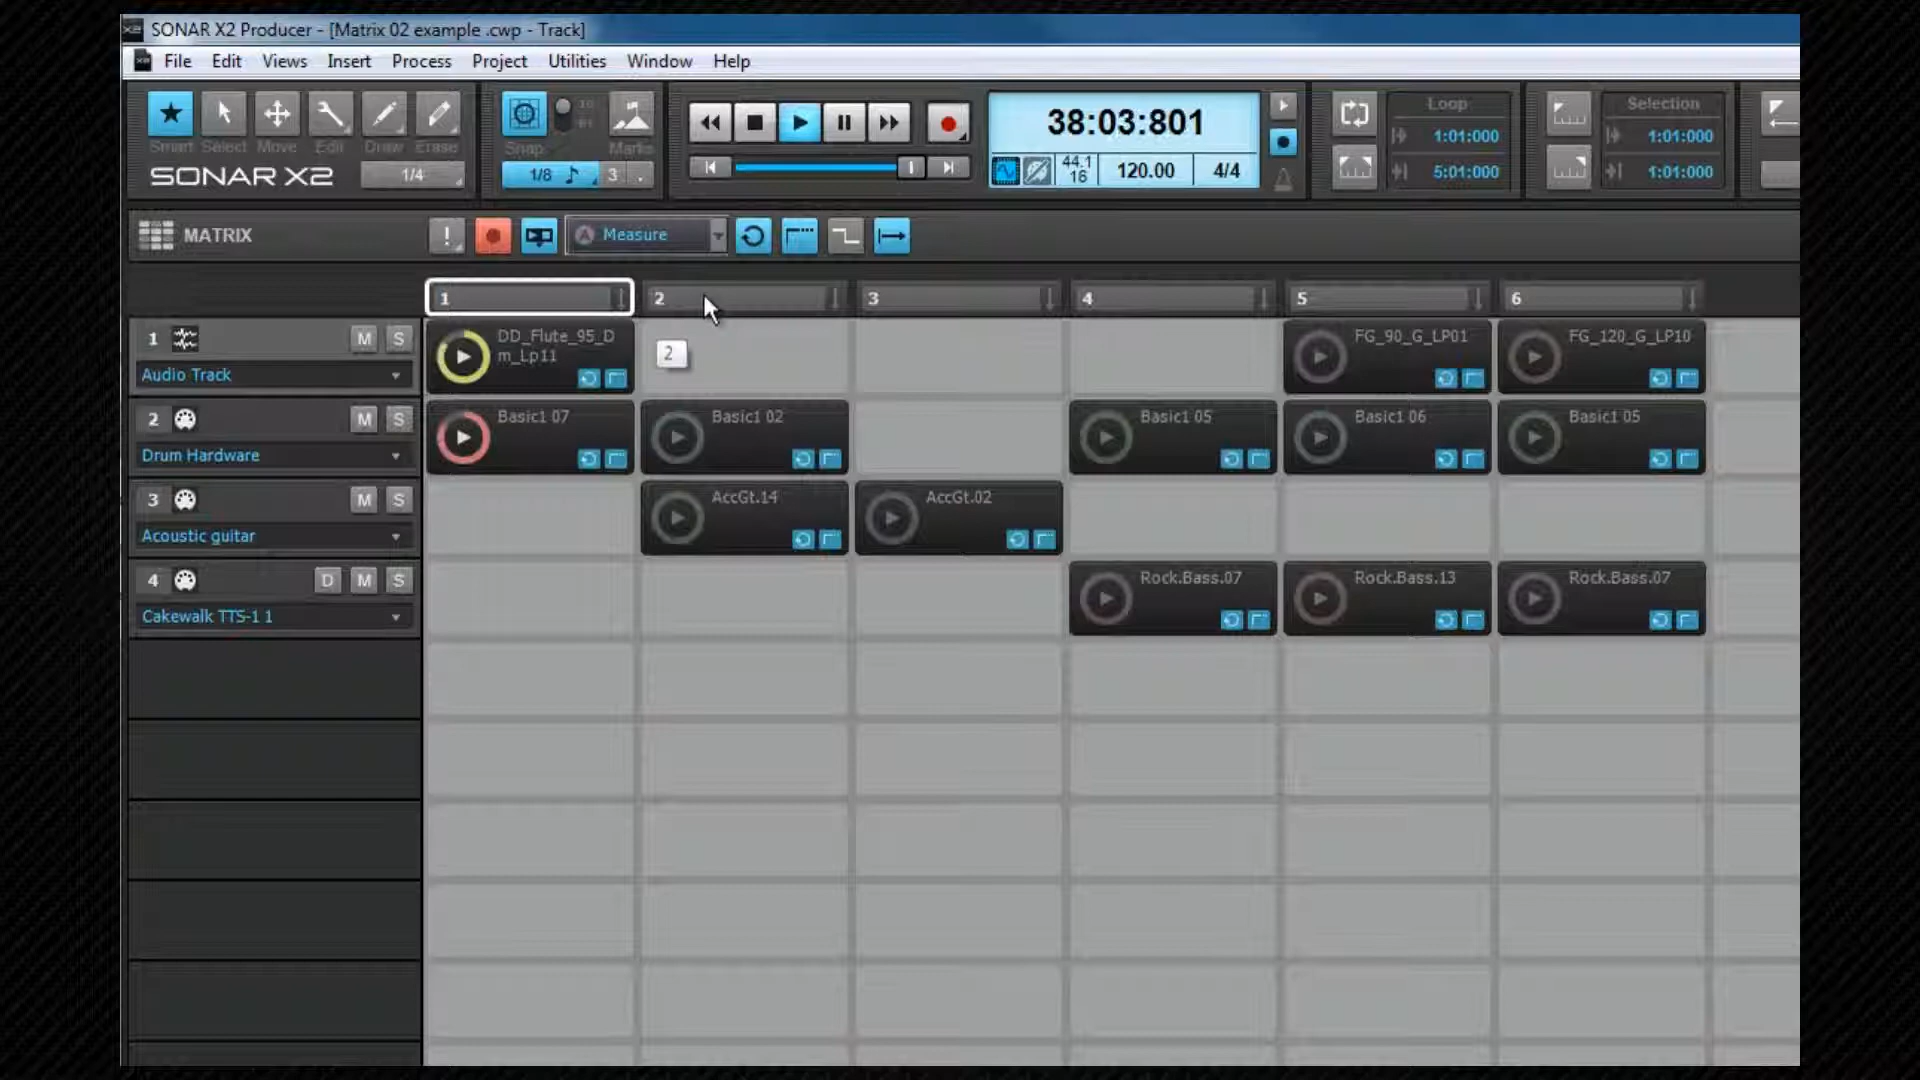 SONAR X2 Producer - [Matrix 02 example .cwp - Track]
File Edit Views Insert Process Project Utilities Window Help
Smart Select Move Edit Draw Erase
SONAR X2
1/4
Snap
Marks
1/8
3
.
38:03:801
44.1
16
120.00
4/4
Loop
1:01:000
5:01:000
Selection
1:01:000
1:01:000
MATRIX
!
A Measure
1 2 3 4 5 6
1 M S
Audio Track
DD_Flute_95_D
m_Lp11
2
FG_90_G_LP01
FG_120_G_LP10
2 M S
Drum Hardware
Basic1 07
Basic1 02
Basic1 05
Basic1 06
Basic1 05
3 M S
Acoustic guitar
AccGt.14
AccGt.02
4 D M S
Cakewalk TTS-1 1
Rock.Bass.07
Rock.Bass.13
Rock.Bass.07